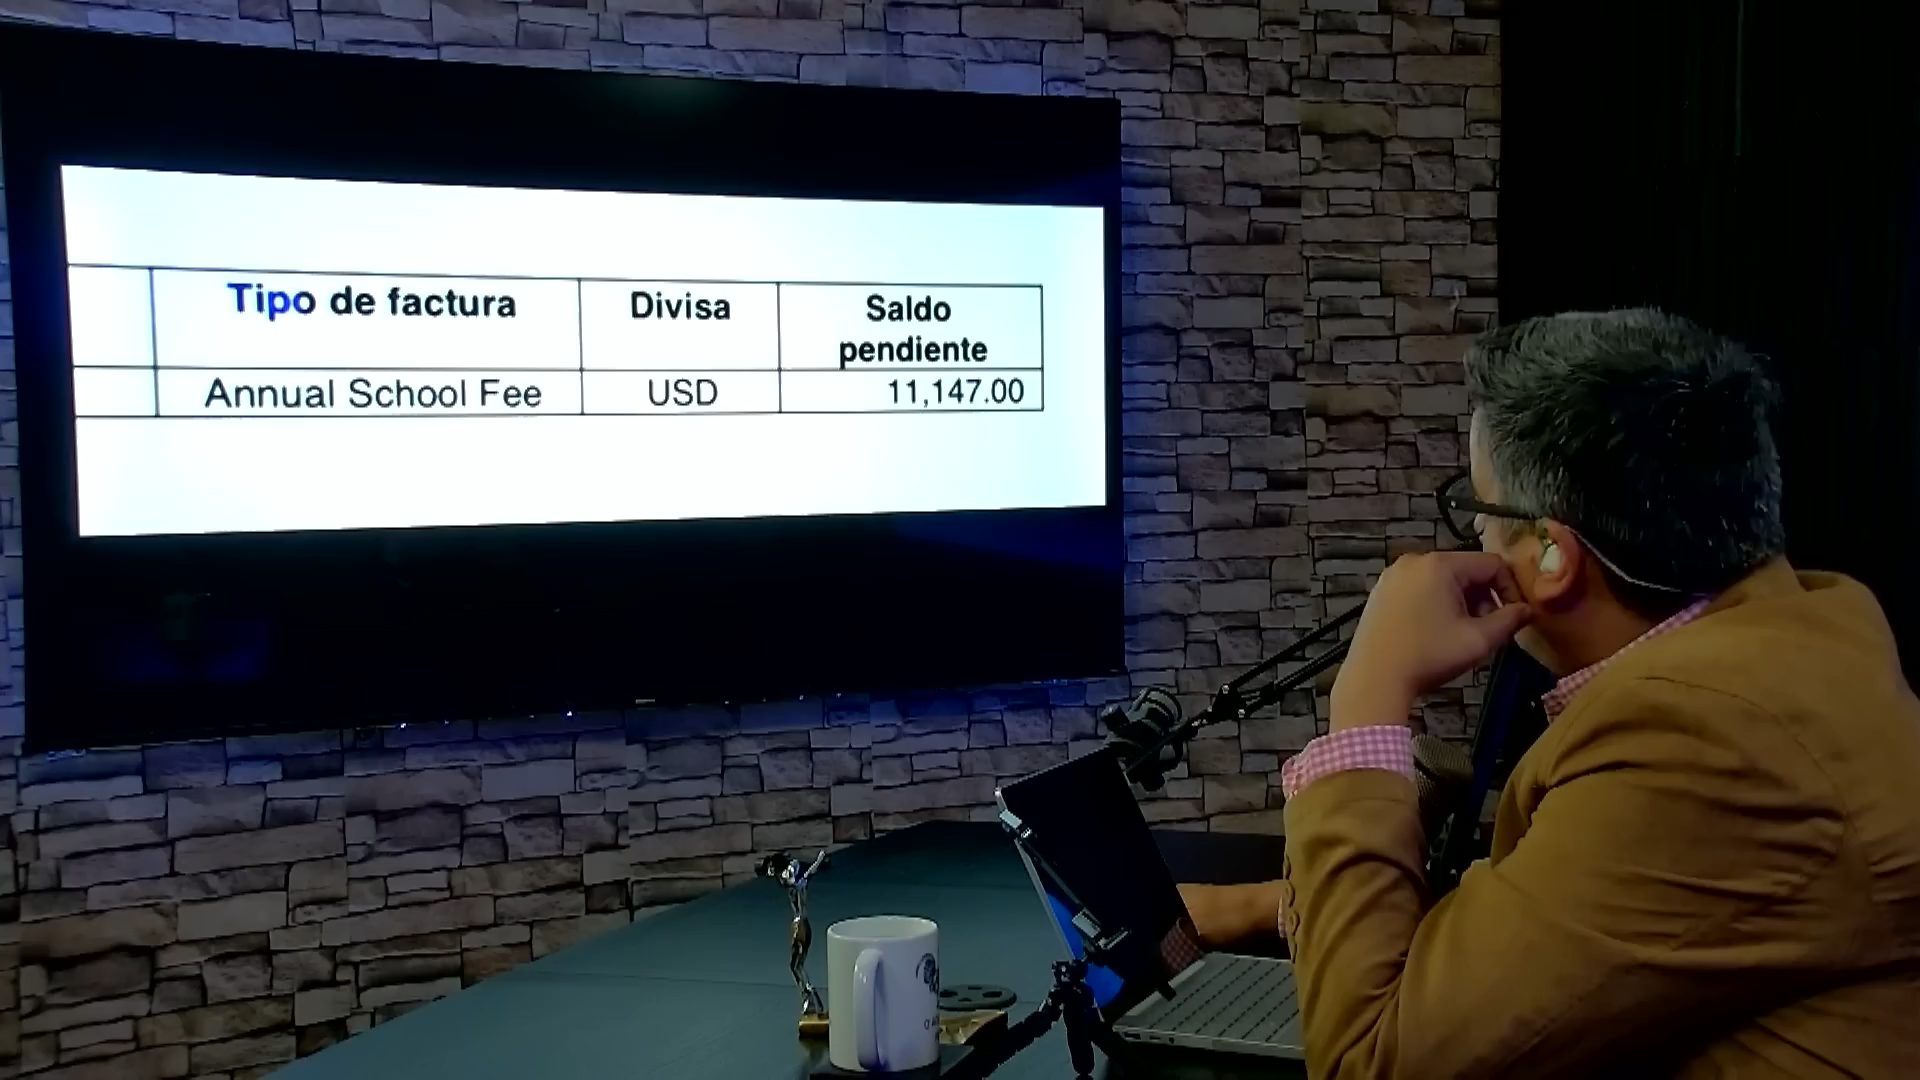 Tipo de factura
Divisa
Saldo
pendiente
Annual School Fee
USD
11,147.00